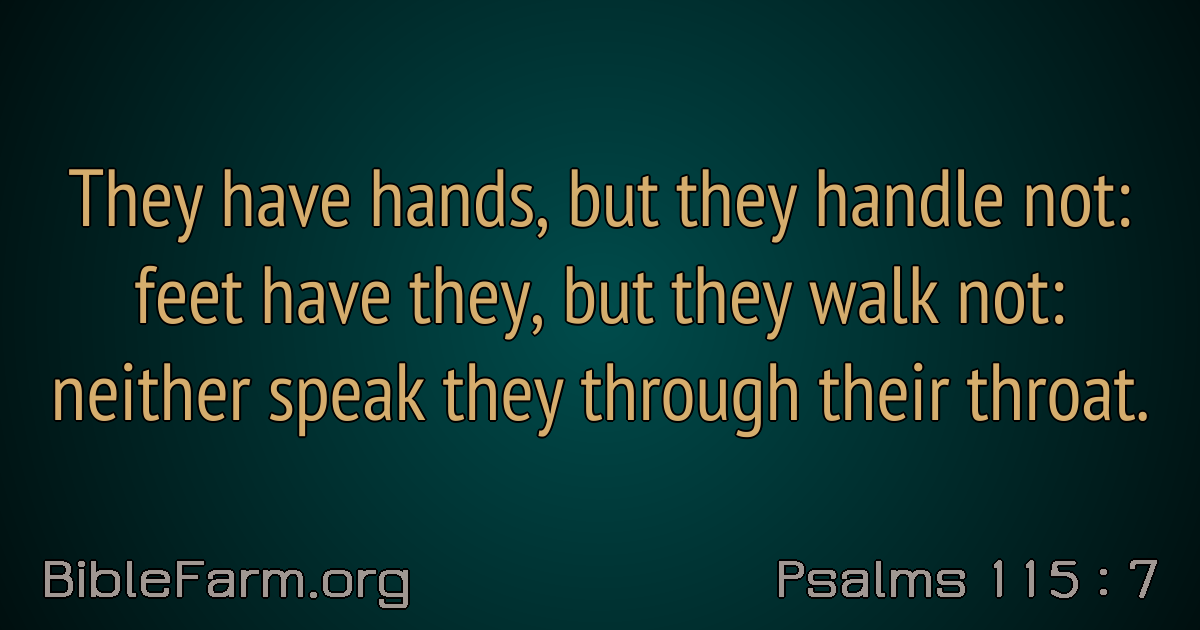 They have hands, but they handle not:
feet have they, but they walk not:
neither speak they through their throat.
BibleFarm.org
Psalms 115 : 7